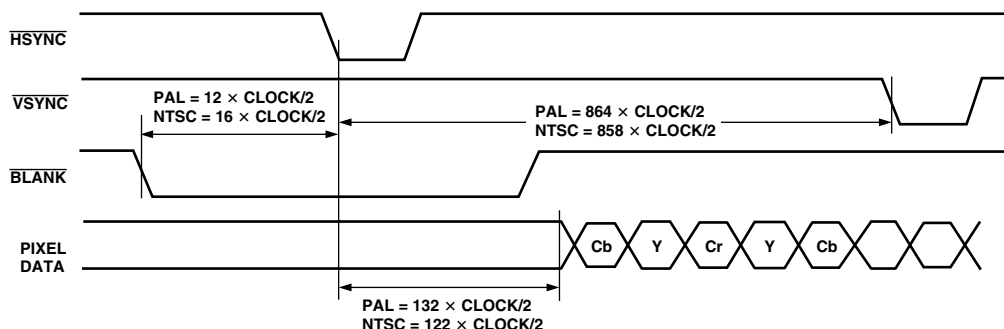 HSYNC
VSYNC
PAL = 12 × CLOCK/2
NTSC = 16 × CLOCK/2
PAL = 864 × CLOCK/2
NTSC = 858 × CLOCK/2
BLANK
PIXEL
DATA
Cb Y Cr Y Cb
PAL = 132 × CLOCK/2
NTSC = 122 × CLOCK/2